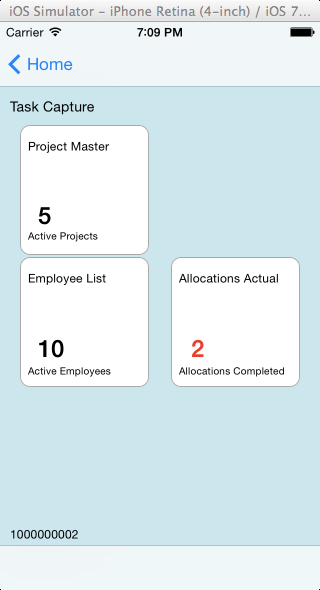 iOS Simulator - iPhone Retina (4-inch) / iOS 7...
Carrier 7:09 PM
Home
Task Capture
Project Master
5
Active Projects
Employee List
10
Active Employees
Allocations Actual
2
Allocations Completed
1000000002